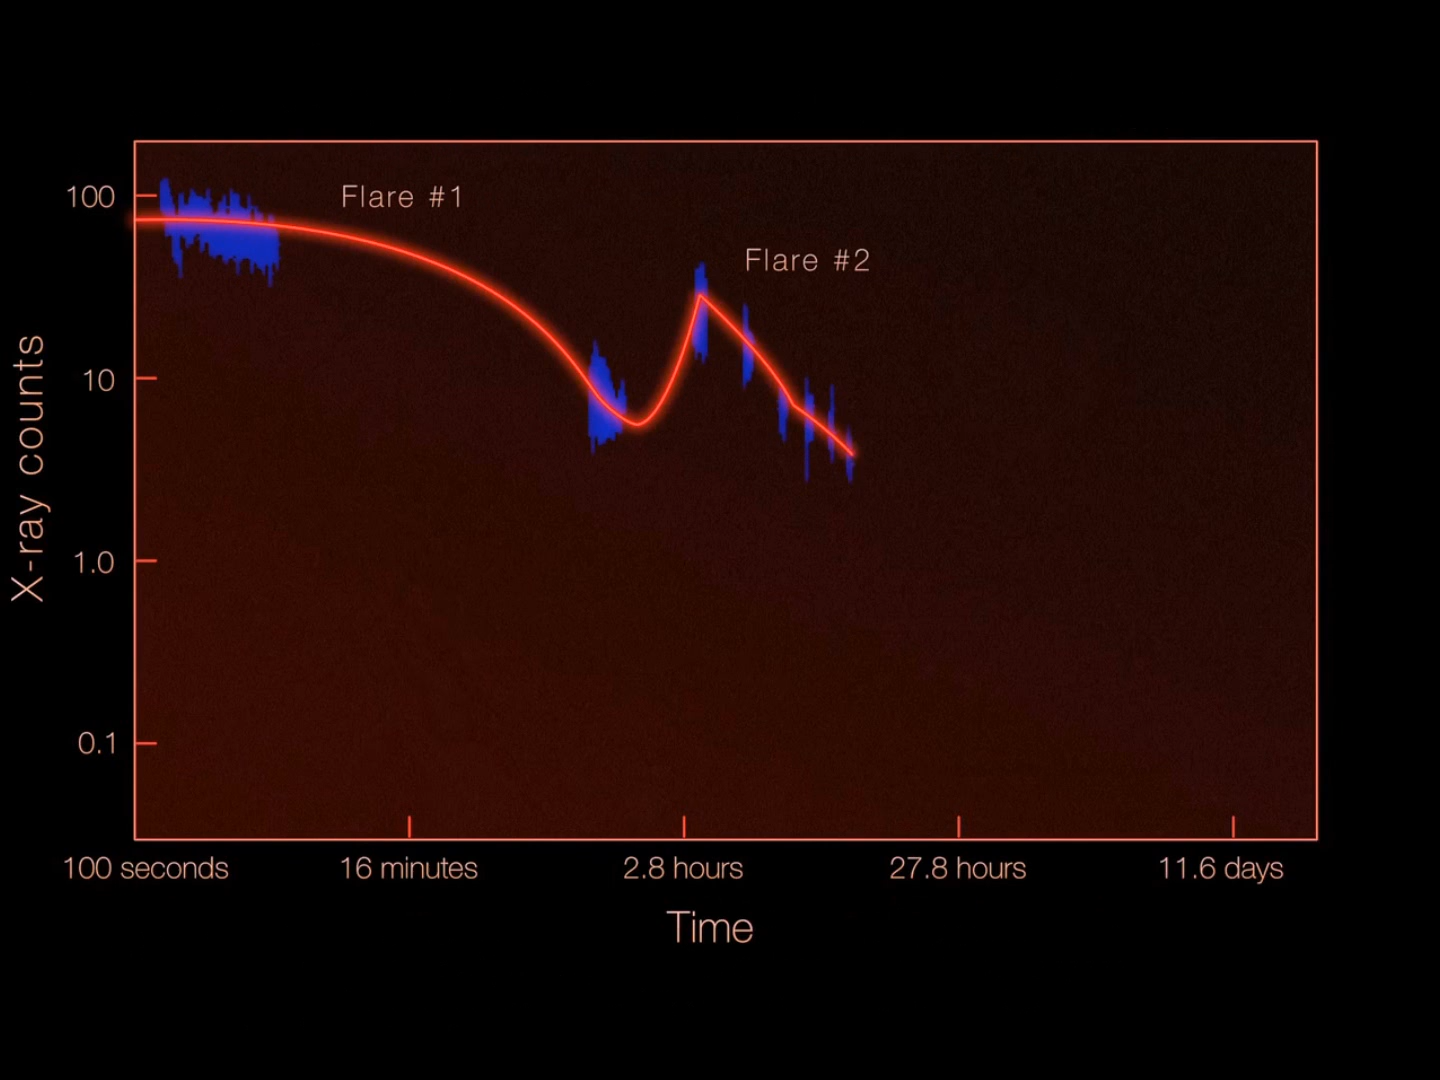 Flare #1
Flare #2
100
10
1.0
0.1
X-ray counts
100 seconds
16 minutes
2.8 hours
27.8 hours
11.6 days
Time